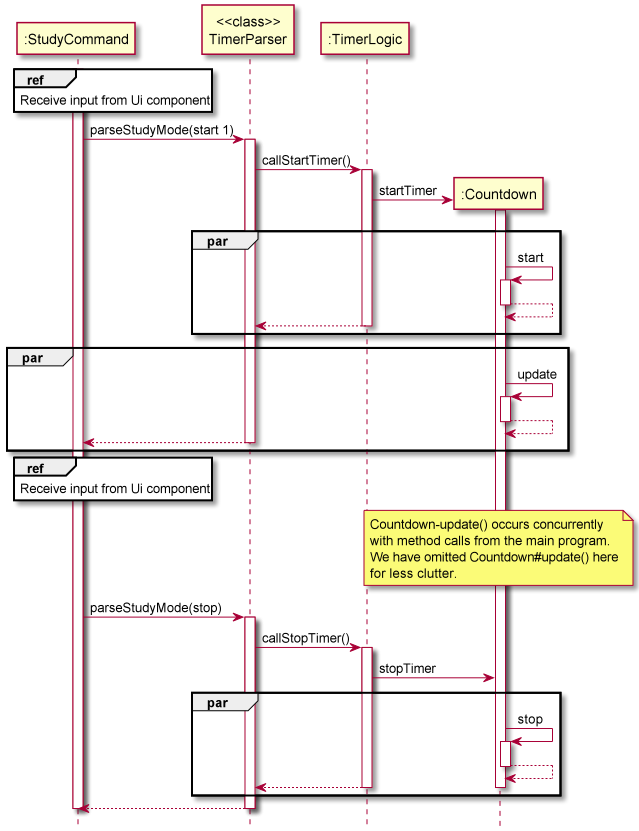 <<class>>
:StudyCommand
TimerParser
:TimerLogic
ref
Receive input from Ui component
parseStudyMode(start 1)
callStartTimer()
startTimer
:Countdown
par
start
par
update
ref
Receive input from Ui component
Countdown-update() occurs concurrently
with method calls from the main program.
We have omitted Countdown#update() here
for less clutter.
parseStudyMode(stop)
callStopTimer()
stopTimer
par
stop